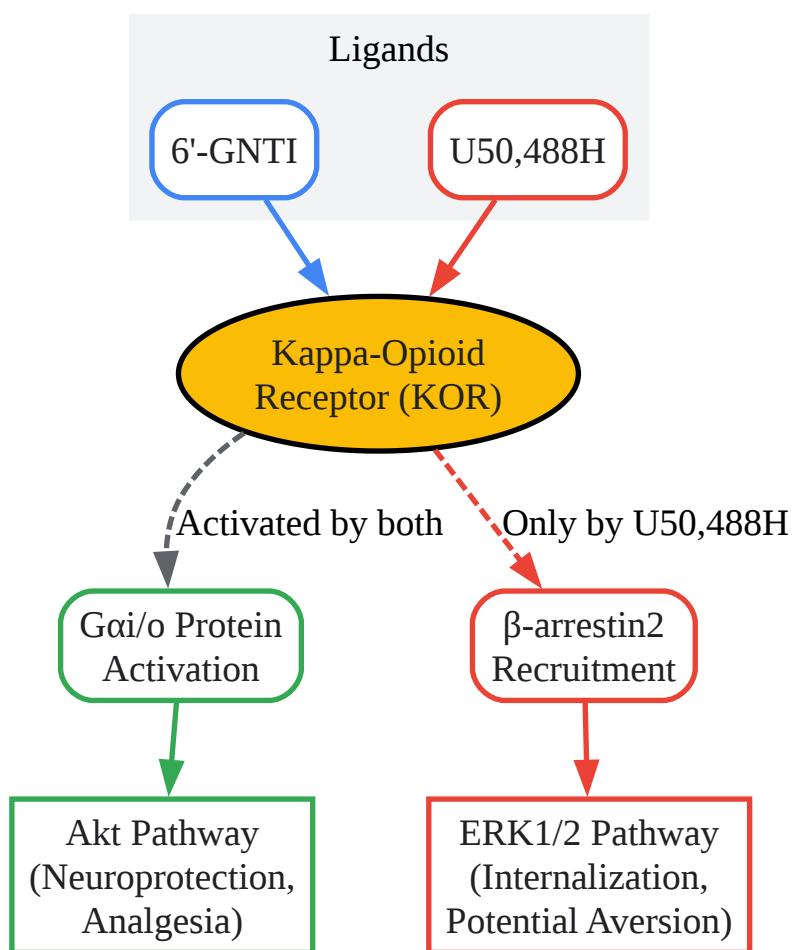 Ligands
6'-GNTI
U50,488H
Kappa-Opioid
Receptor (KOR)
Activated by both
Only by U50,488H
Gαi/o Protein
Activation
β-arrestin2
Recruitment
Akt Pathway
(Neuroprotection,
Analgesia)
ERK1/2 Pathway
(Internalization,
Potential Aversion)